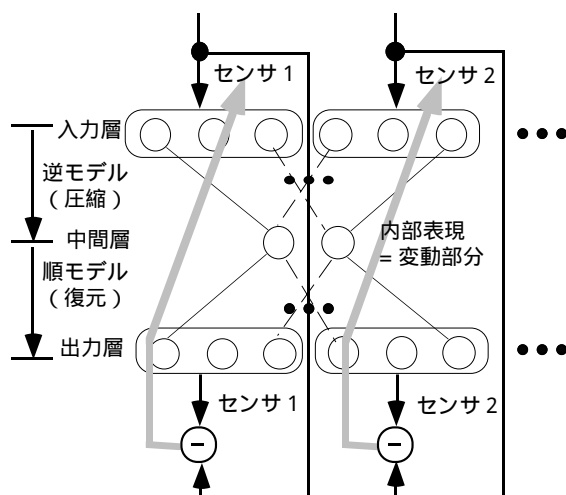 センサ 1
センサ 2
入力層
逆モデル
( 圧縮 )
中間層
内部表現
= 変動部分
順モデル
( 復元 )
出力層
センサ 1
センサ 2
- 
-